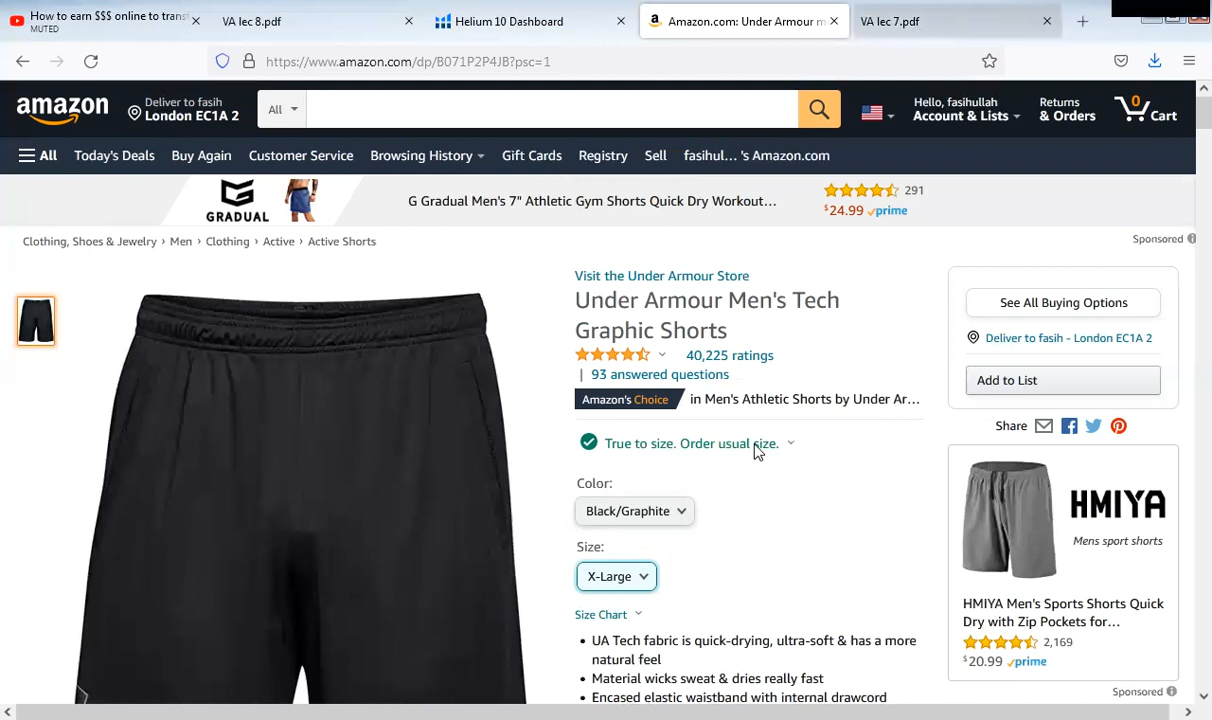 How to earn $$$ online to transf
MUTED
VA lec 8.pdf
Helium 10 Dashboard
Amazon.com: Under Armour m
VA lec 7.pdf
https://www.amazon.com/dp/B071P2P4JB?psc=1
amazon
Deliver to fasih
London EC1A 2
All
Hello, fasihullah
Account & Lists
Returns
& Orders
0
Cart
All
Today's Deals
Buy Again
Customer Service
Browsing History
Gift Cards
Registry
Sell
fasihul... 's Amazon.com
GRADUAL
G Gradual Men's 7" Athletic Gym Shorts Quick Dry Workout...
291
$24.99 prime
Clothing, Shoes & Jewelry › Men › Clothing › Active › Active Shorts
Sponsored
Visit the Under Armour Store
Under Armour Men's Tech
Graphic Shorts
40,225 ratings
| 93 answered questions
Amazon's Choice in Men's Athletic Shorts by Under Ar...
True to size. Order usual size.
Color:
Black/Graphite
Size:
X-Large
Size Chart
• UA Tech fabric is quick-drying, ultra-soft & has a more
natural feel
• Material wicks sweat & dries really fast
• Encased elastic waistband with internal drawcord
See All Buying Options
Deliver to fasih - London EC1A 2
Add to List
Share
HMIYA
Mens sport shorts
HMIYA Men's Sports Shorts Quick
Dry with Zip Pockets for...
2,169
$20.99 prime
Sponsored